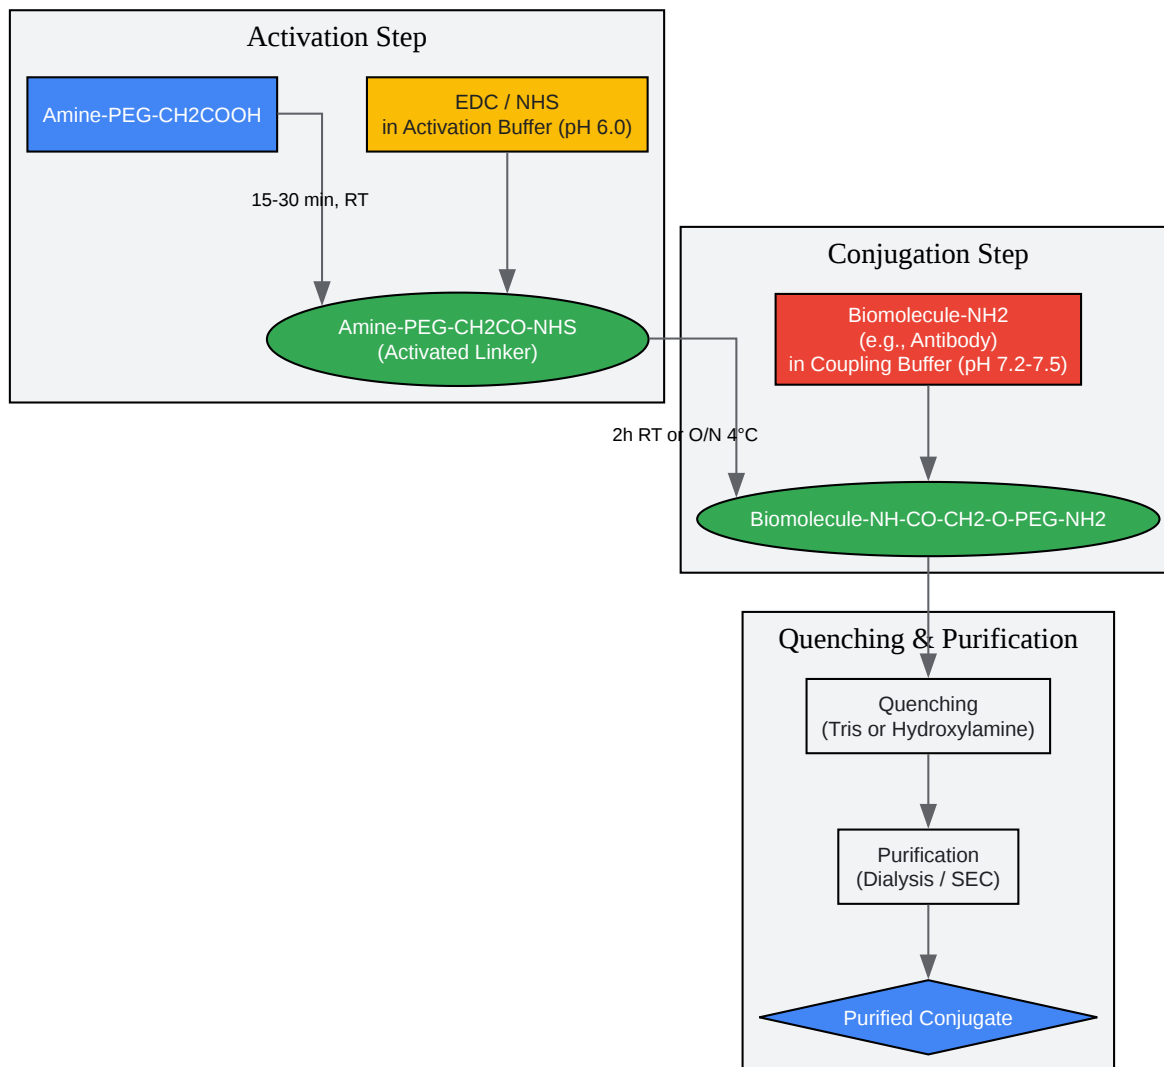 Activation Step
Amine-PEG-CH2COOH
EDC / NHS
in Activation Buffer (pH 6.0)
15-30 min, RT
Amine-PEG-CH2CO-NHS
(Activated Linker)
Conjugation Step
Biomolecule-NH2
(e.g., Antibody)
in Coupling Buffer (pH 7.2-7.5)
2h RT or O/N 4°C
Biomolecule-NH-CO-CH2-O-PEG-NH2
Quenching & Purification
Quenching
(Tris or Hydroxylamine)
Purification
(Dialysis / SEC)
Purified Conjugate